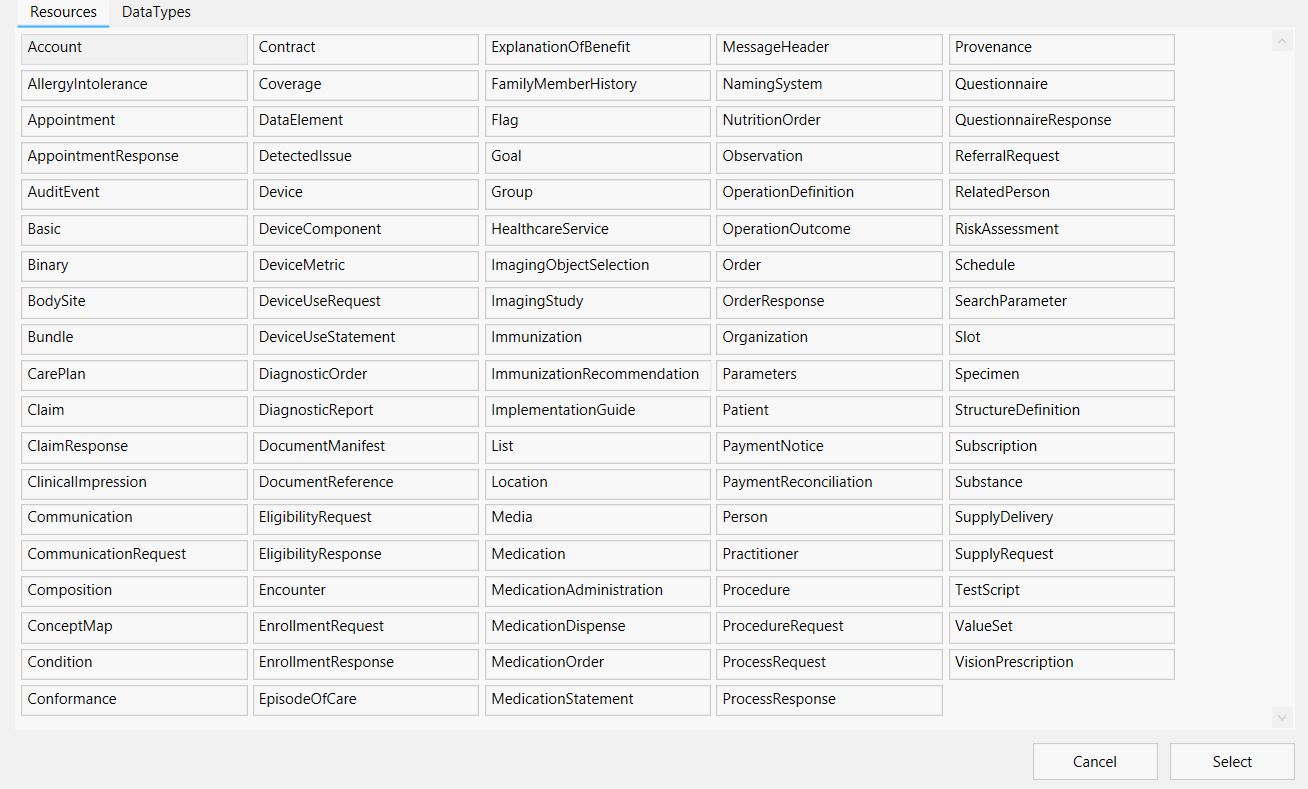 Resources DataTypes
Account Contract ExplanationOfBenefit MessageHeader Provenance
AllergyIntolerance Coverage FamilyMemberHistory NamingSystem Questionnaire
Appointment DataElement Flag NutritionOrder QuestionnaireResponse
AppointmentResponse DetectedIssue Goal Observation ReferralRequest
AuditEvent Device Group OperationDefinition RelatedPerson
Basic DeviceComponent HealthcareService OperationOutcome RiskAssessment
Binary DeviceMetric ImagingObjectSelection Order Schedule
BodySite DeviceUseRequest ImagingStudy OrderResponse SearchParameter
Bundle DeviceUseStatement Immunization Organization Slot
CarePlan DiagnosticOrder ImmunizationRecommendation Parameters Specimen
Claim DiagnosticReport ImplementationGuide Patient StructureDefinition
ClaimResponse DocumentManifest List PaymentNotice Subscription
ClinicalImpression DocumentReference Location PaymentReconciliation Substance
Communication EligibilityRequest Media Person SupplyDelivery
CommunicationRequest EligibilityResponse Medication Practitioner SupplyRequest
Composition Encounter MedicationAdministration Procedure TestScript
ConceptMap EnrollmentRequest MedicationDispense ProcedureRequest ValueSet
Condition EnrollmentResponse MedicationOrder ProcessRequest VisionPrescription
Conformance EpisodeOfCare MedicationStatement ProcessResponse
Cancel Select